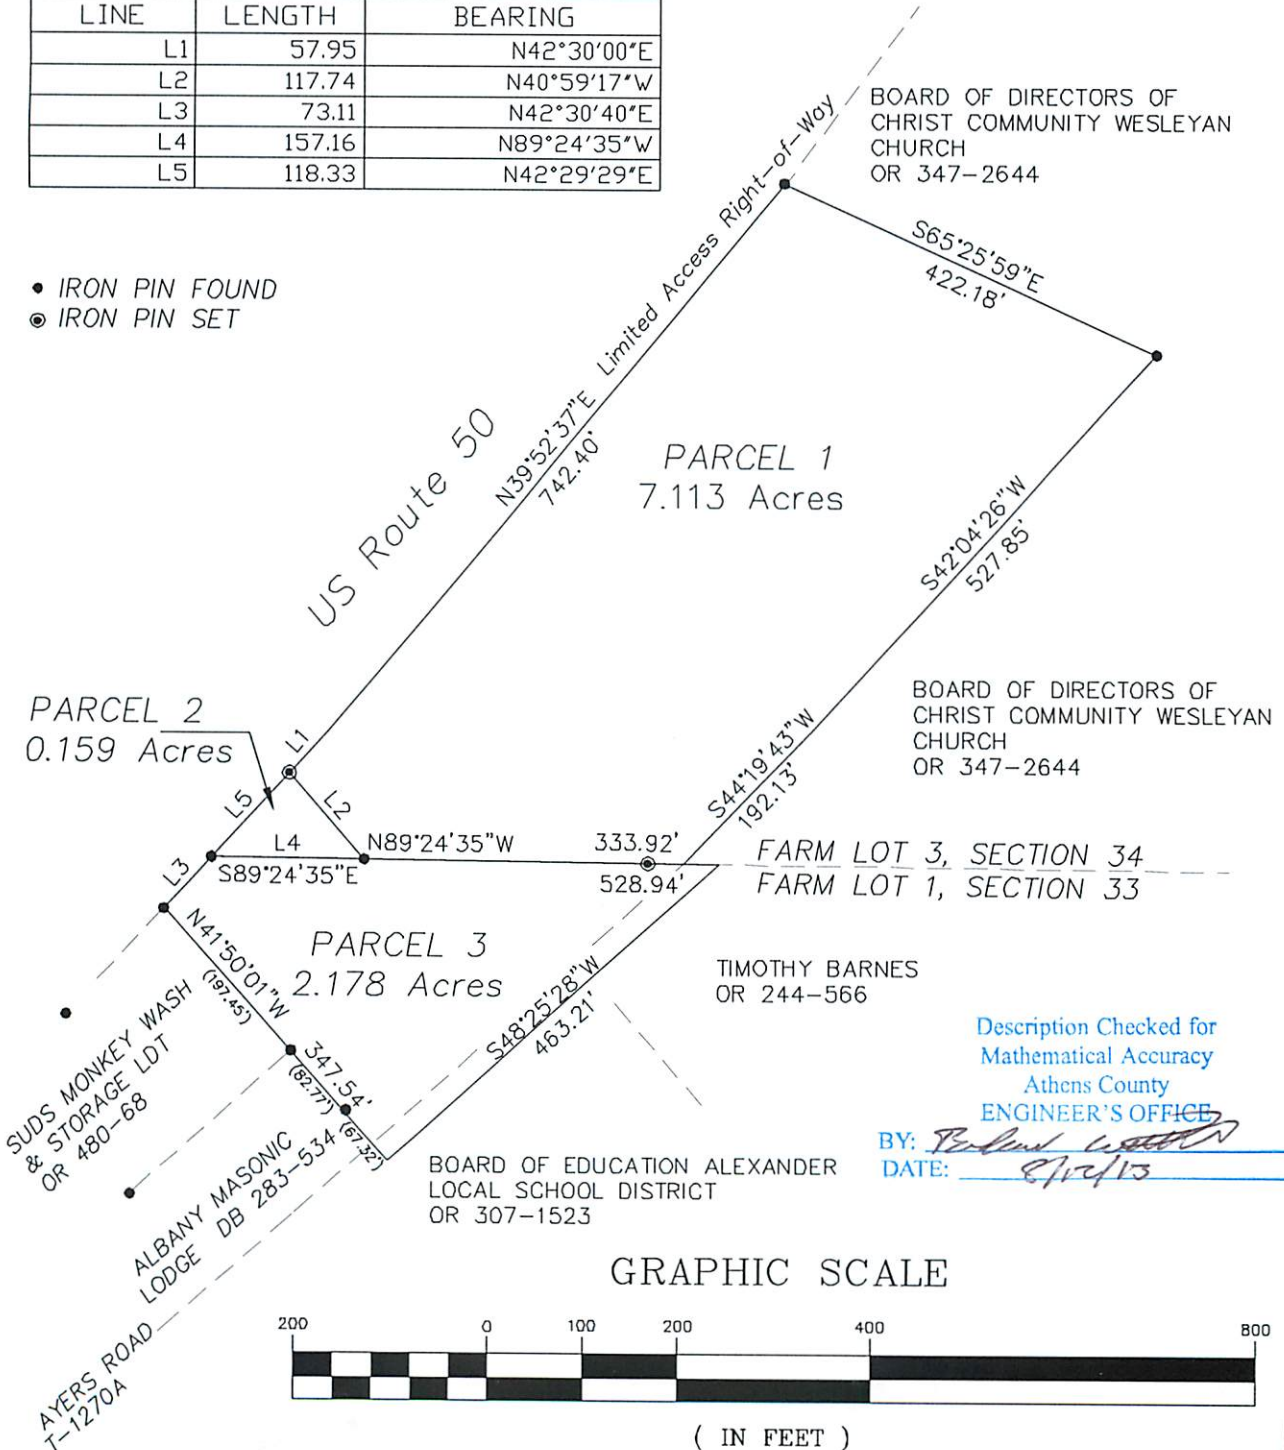 LINE LENGTH BEARING
L1 57.95 N42°30'00"E
L2 117.74 N40°59'17"W
L3 73.11 N42°30'40"E
L4 157.16 N89°24'35"W
L5 118.33 N42°29'29"E
IRON PIN FOUND
IRON PIN SET
BOARD OF DIRECTORS OF
CHRIST COMMUNITY WESLEYAN
CHURCH
OR 347-2644
S65°25'59"E
422.18'
N39°52'37"E Limited Access Right-of-Way
742.40'
US Route 50
PARCEL 1
7.113 Acres
S42°04'26"W
527.85'
PARCEL 2
0.159 Acres
L1
L5
L2
L3
L4
S89°24'35"E
N89°24'35"W
333.92'
528.94'
S44°19'43"W
192.13'
BOARD OF DIRECTORS OF
CHRIST COMMUNITY WESLEYAN
CHURCH
OR 347-2644
FARM LOT 3, SECTION 34
FARM LOT 1, SECTION 33
PARCEL 3
2.178 Acres
N41°50'01"W
(197.45')
347.54'
(82.77')
(67.32')
S48°25'28"W
463.21'
TIMOTHY BARNES
OR 244-566
SUDS MONKEY WASH
& STORAGE LDT
OR 480-68
ALBANY MASONIC
LODGE DB 283-534
AYERS ROAD
T-1270A
BOARD OF EDUCATION ALEXANDER
LOCAL SCHOOL DISTRICT
OR 307-1523
Description Checked for
Mathematical Accuracy
Athens County
ENGINEER'S OFFICE
BY:
DATE: 8/12/13
GRAPHIC SCALE
200 0 100 200 400 800
( IN FEET )